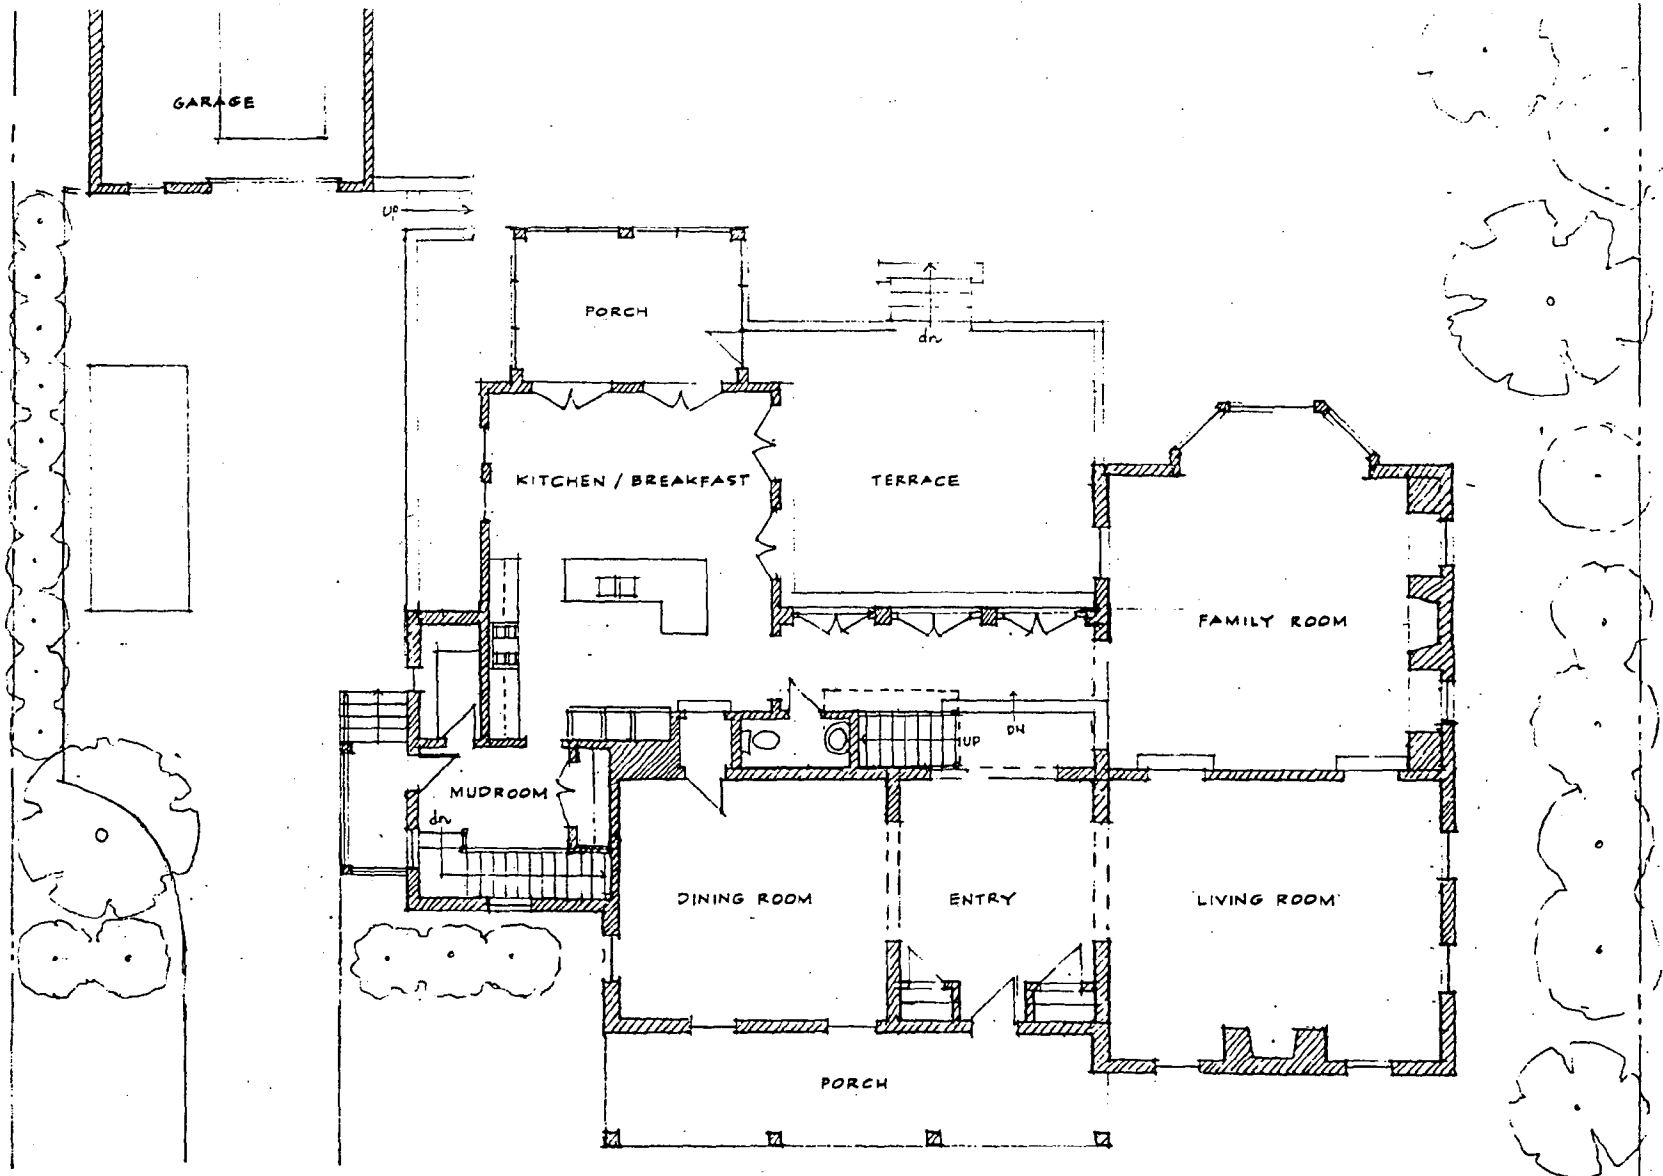 GARAGE
UP
PORCH
dn
KITCHEN / BREAKFAST
TERRACE
FAMILY ROOM
DN
UP
MUDROOM
dn
DINING ROOM
ENTRY
LIVING ROOM
PORCH